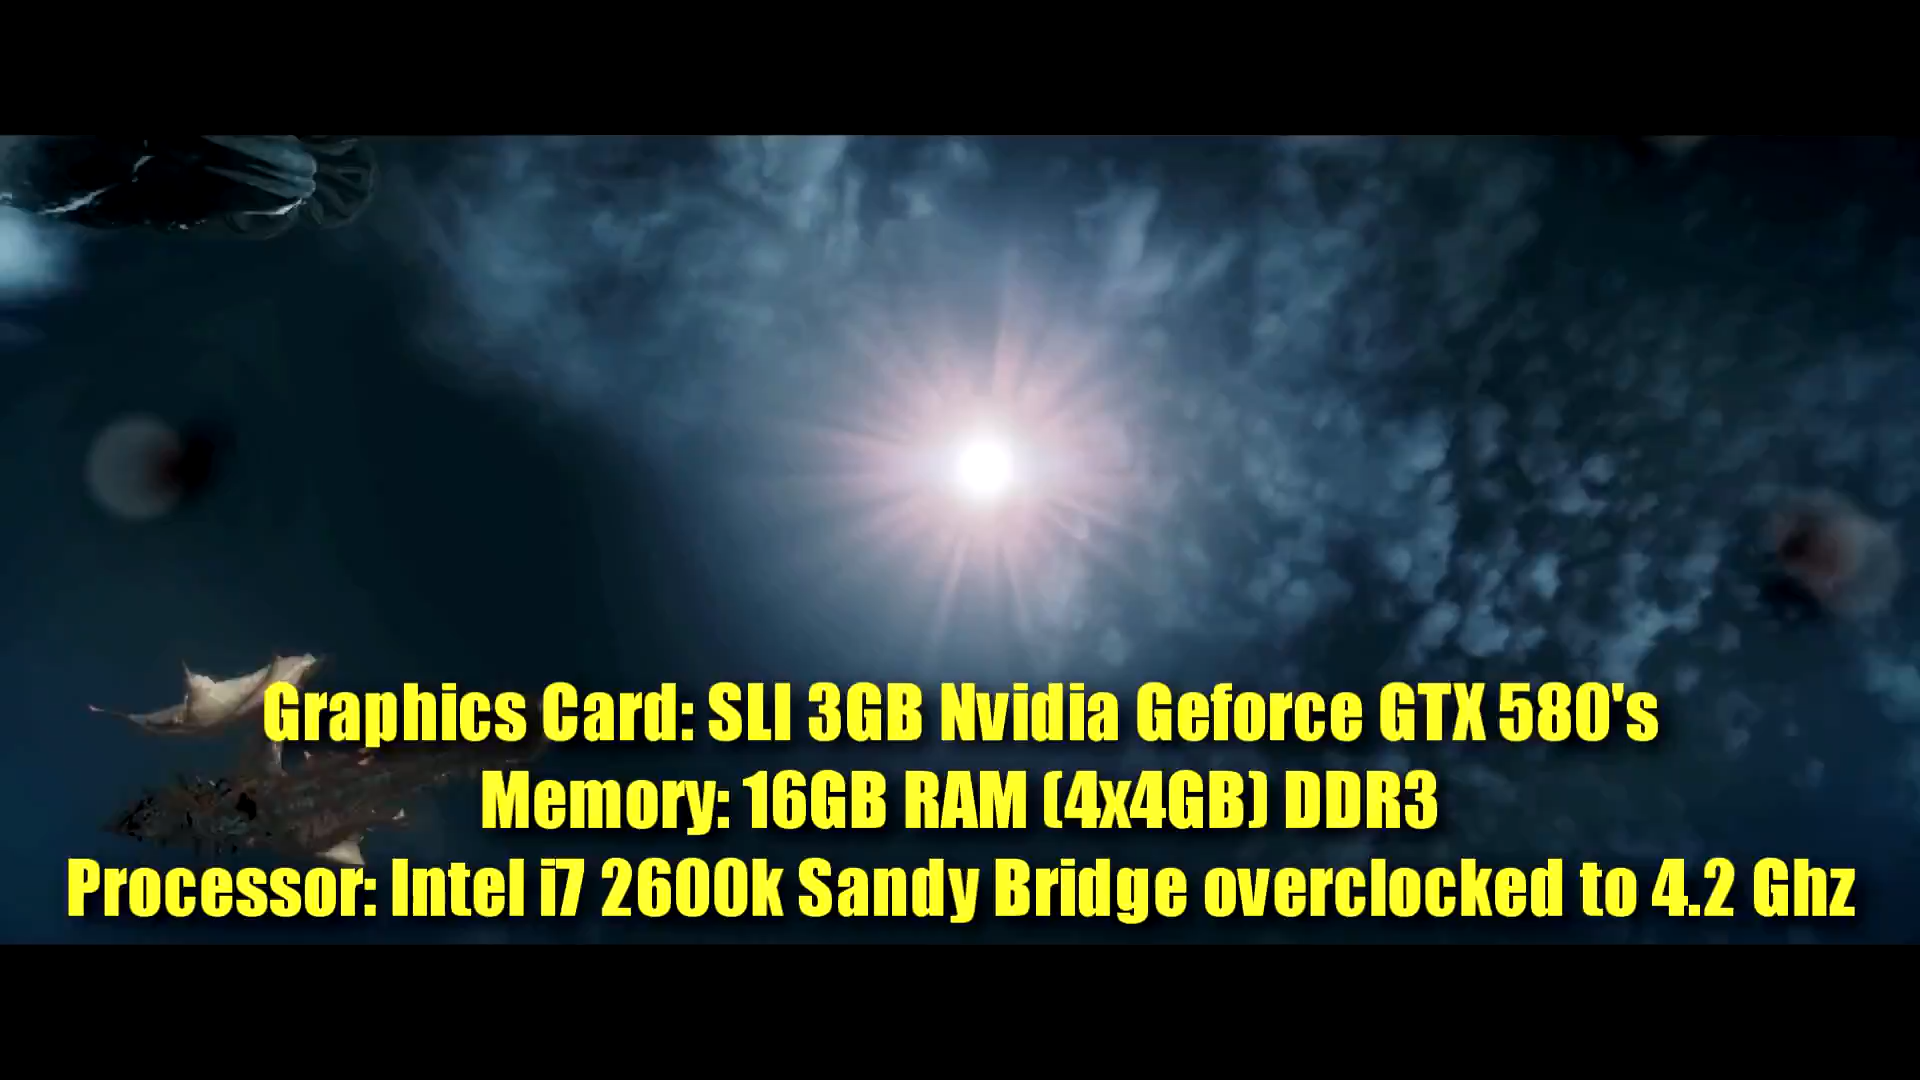 Graphics Card: SLI 3GB Nvidia Geforce GTX 580's
Memory: 16GB RAM (4x4GB) DDR3
Processor: Intel i7 2600k Sandy Bridge overclocked to 4.2 Ghz